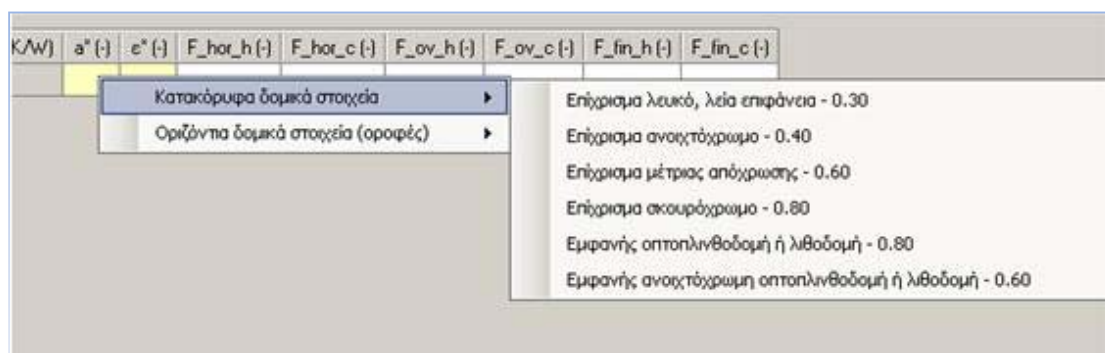 K/W) a* (-) ε* (-) F_hor_h (-) F_hor_c (-) F_ov_h (-) F_ov_c (-) F_fin_h (-) F_fin_c (-)
Κατακόρυφα δομικά στοιχεία
Οριζόντια δομικά στοιχεία (οροφές)
Επίχρισμα λευκό, λεία επιφάνεια - 0.30
Επίχρισμα ανοιχτόχρωμο - 0.40
Επίχρισμα μέτριας απόχρωσης - 0.60
Επίχρισμα σκουρόχρωμο - 0.80
Εμφανής οπτοπλινθοδομή ή λιθοδομή - 0.80
Εμφανής ανοιχτόχρωμη οπτοπλινθοδομή ή λιθοδομή - 0.60